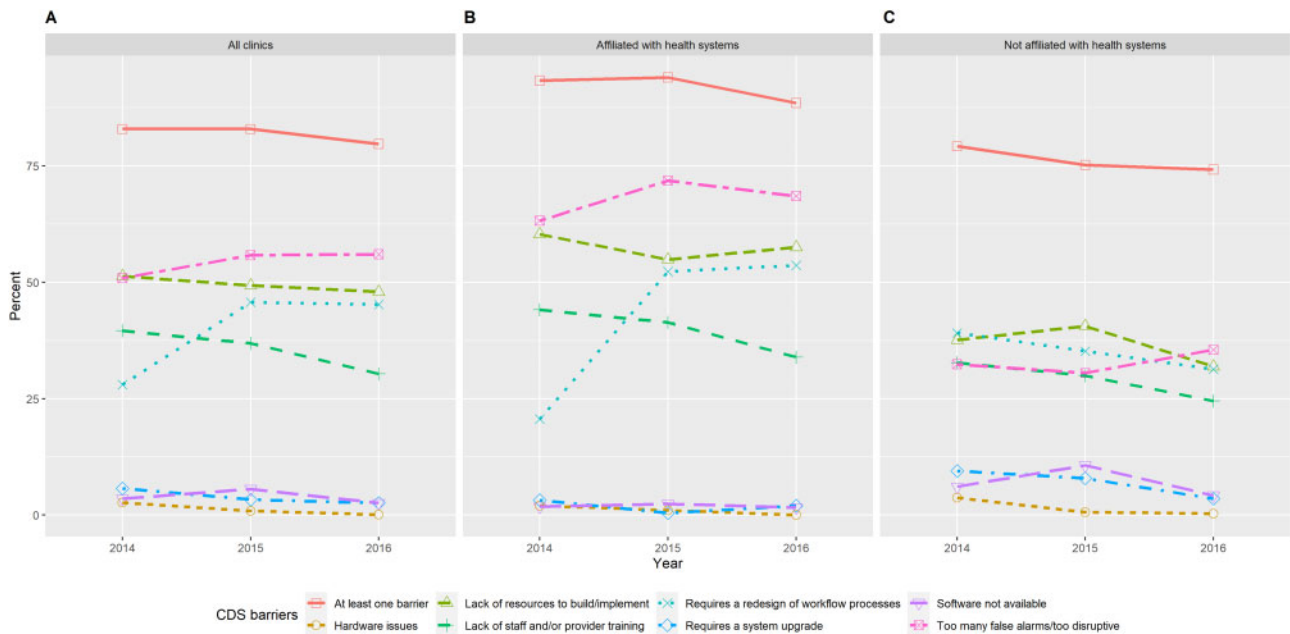 A B C
All clinics Affiliated with health systems Not affiliated with health systems
75
50
25
0
Percent
2014 2015 2016 2014 2015 2016 2014 2015 2016
Year
CDS barriers
At least one barrier Lack of resources to build/implement Requires a redesign of workflow processes Software not available
Hardware issues Lack of staff and/or provider training Requires a system upgrade Too many false alarms/too disruptive